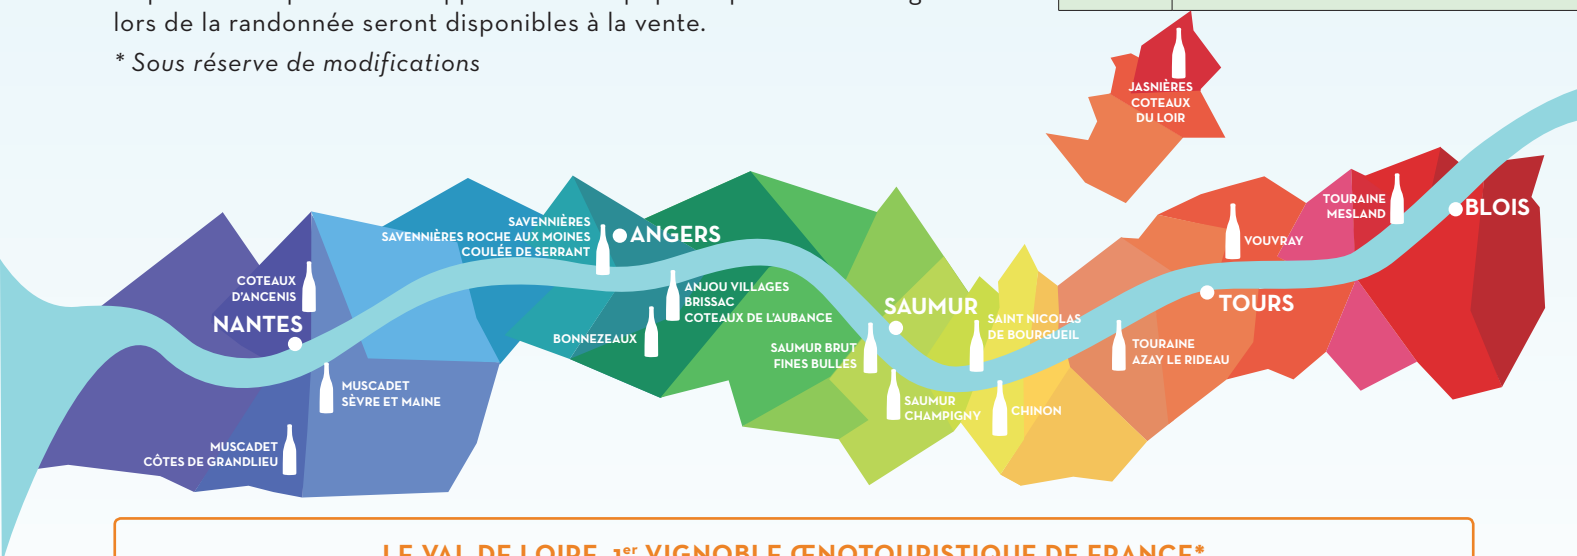 lors de la randonnée seront disponibles à la vente.
* Sous réserve de modifications
JASNIÈRES
COTEAUX
DU LOIR
SAVENNIÈRES
SAVENNIÈRES ROCHE AUX MOINES
COULÉE DE SERRANT
ANGERS
TOURAINE
MESLAND
BLOIS
VOUVRAY
COTEAUX
D'ANCENIS
NANTES
ANJOU VILLAGES
BRISSAC
COTEAUX DE L'AUBANCE
BONNEZEAUX
SAUMUR
SAINT NICOLAS
DE BOURGUEIL
TOURS
SAUMUR BRUT
FINES BULLES
TOURAINE
AZAY LE RIDEAU
MUSCADET
SÈVRE ET MAINE
SAUMUR
CHAMPIGNY
CHINON
MUSCADET
CÔTES DE GRANDLIEU
LE VAL DE LOIRE, 1er VIGNOBLE ŒNOTOURISTIQUE DE FRANCE*